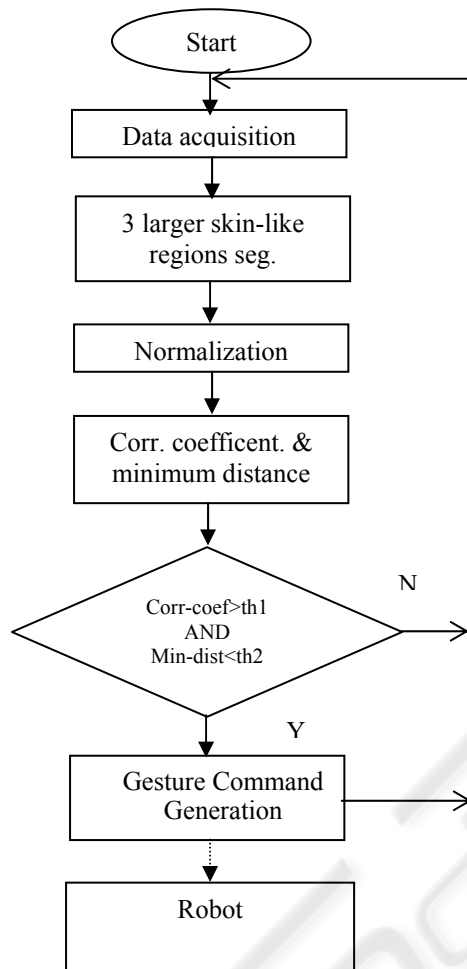 Start
Data acquisition
3 larger skin-like
regions seg.
Normalization
Corr. coefficent. &
minimum distance
Corr-coef>th1
AND
Min-dist<th2
N
Y
Gesture Command
Generation
Robot